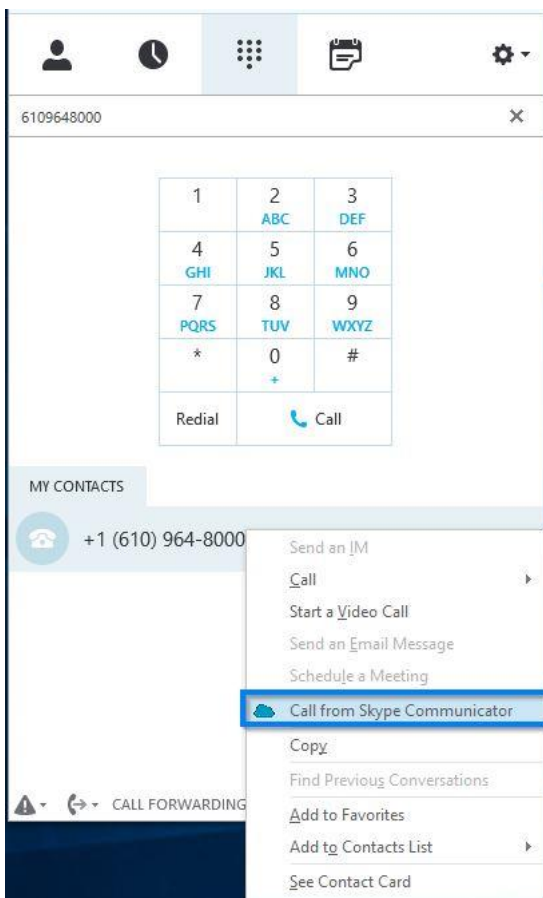 6109648000
1 2 3
ABC DEF
4 5 6
GHI JKL MNO
7 8 9
PQRS TUV WXYZ
* 0 #
+
Redial Call
MY CONTACTS
+1 (610) 964-8000
Send an IM
Call
Start a Video Call
Send an Email Message
Schedule a Meeting
Call from Skype Communicator
Copy
Find Previous Conversations
Add to Favorites
Add to Contacts List
See Contact Card
CALL FORWARDING